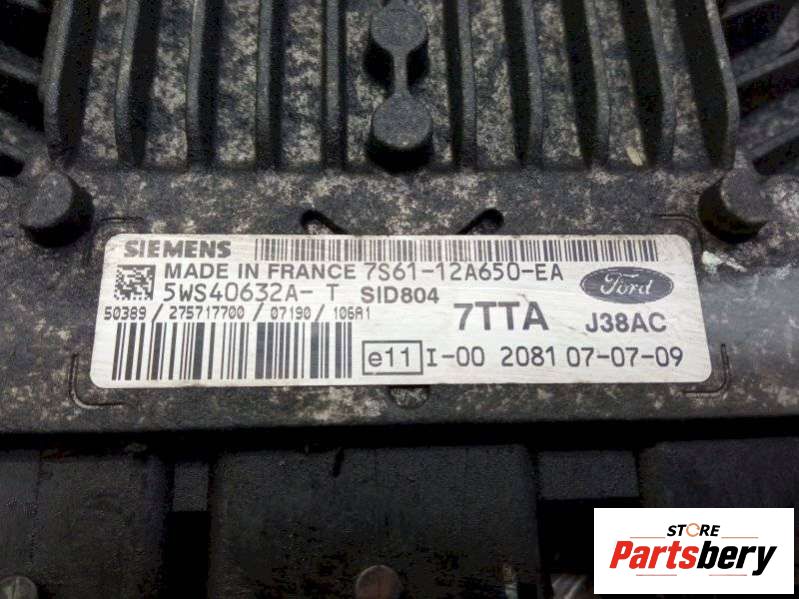 SIEMENS
MADE IN FRANCE 7S61-12A650-EA
5WS40632A- T SID804
Ford
50389 / 275717700 / 07190 / 106A1
7TTA J38AC
e11 I-00 2081 07-07-09
STORE
Partsbery